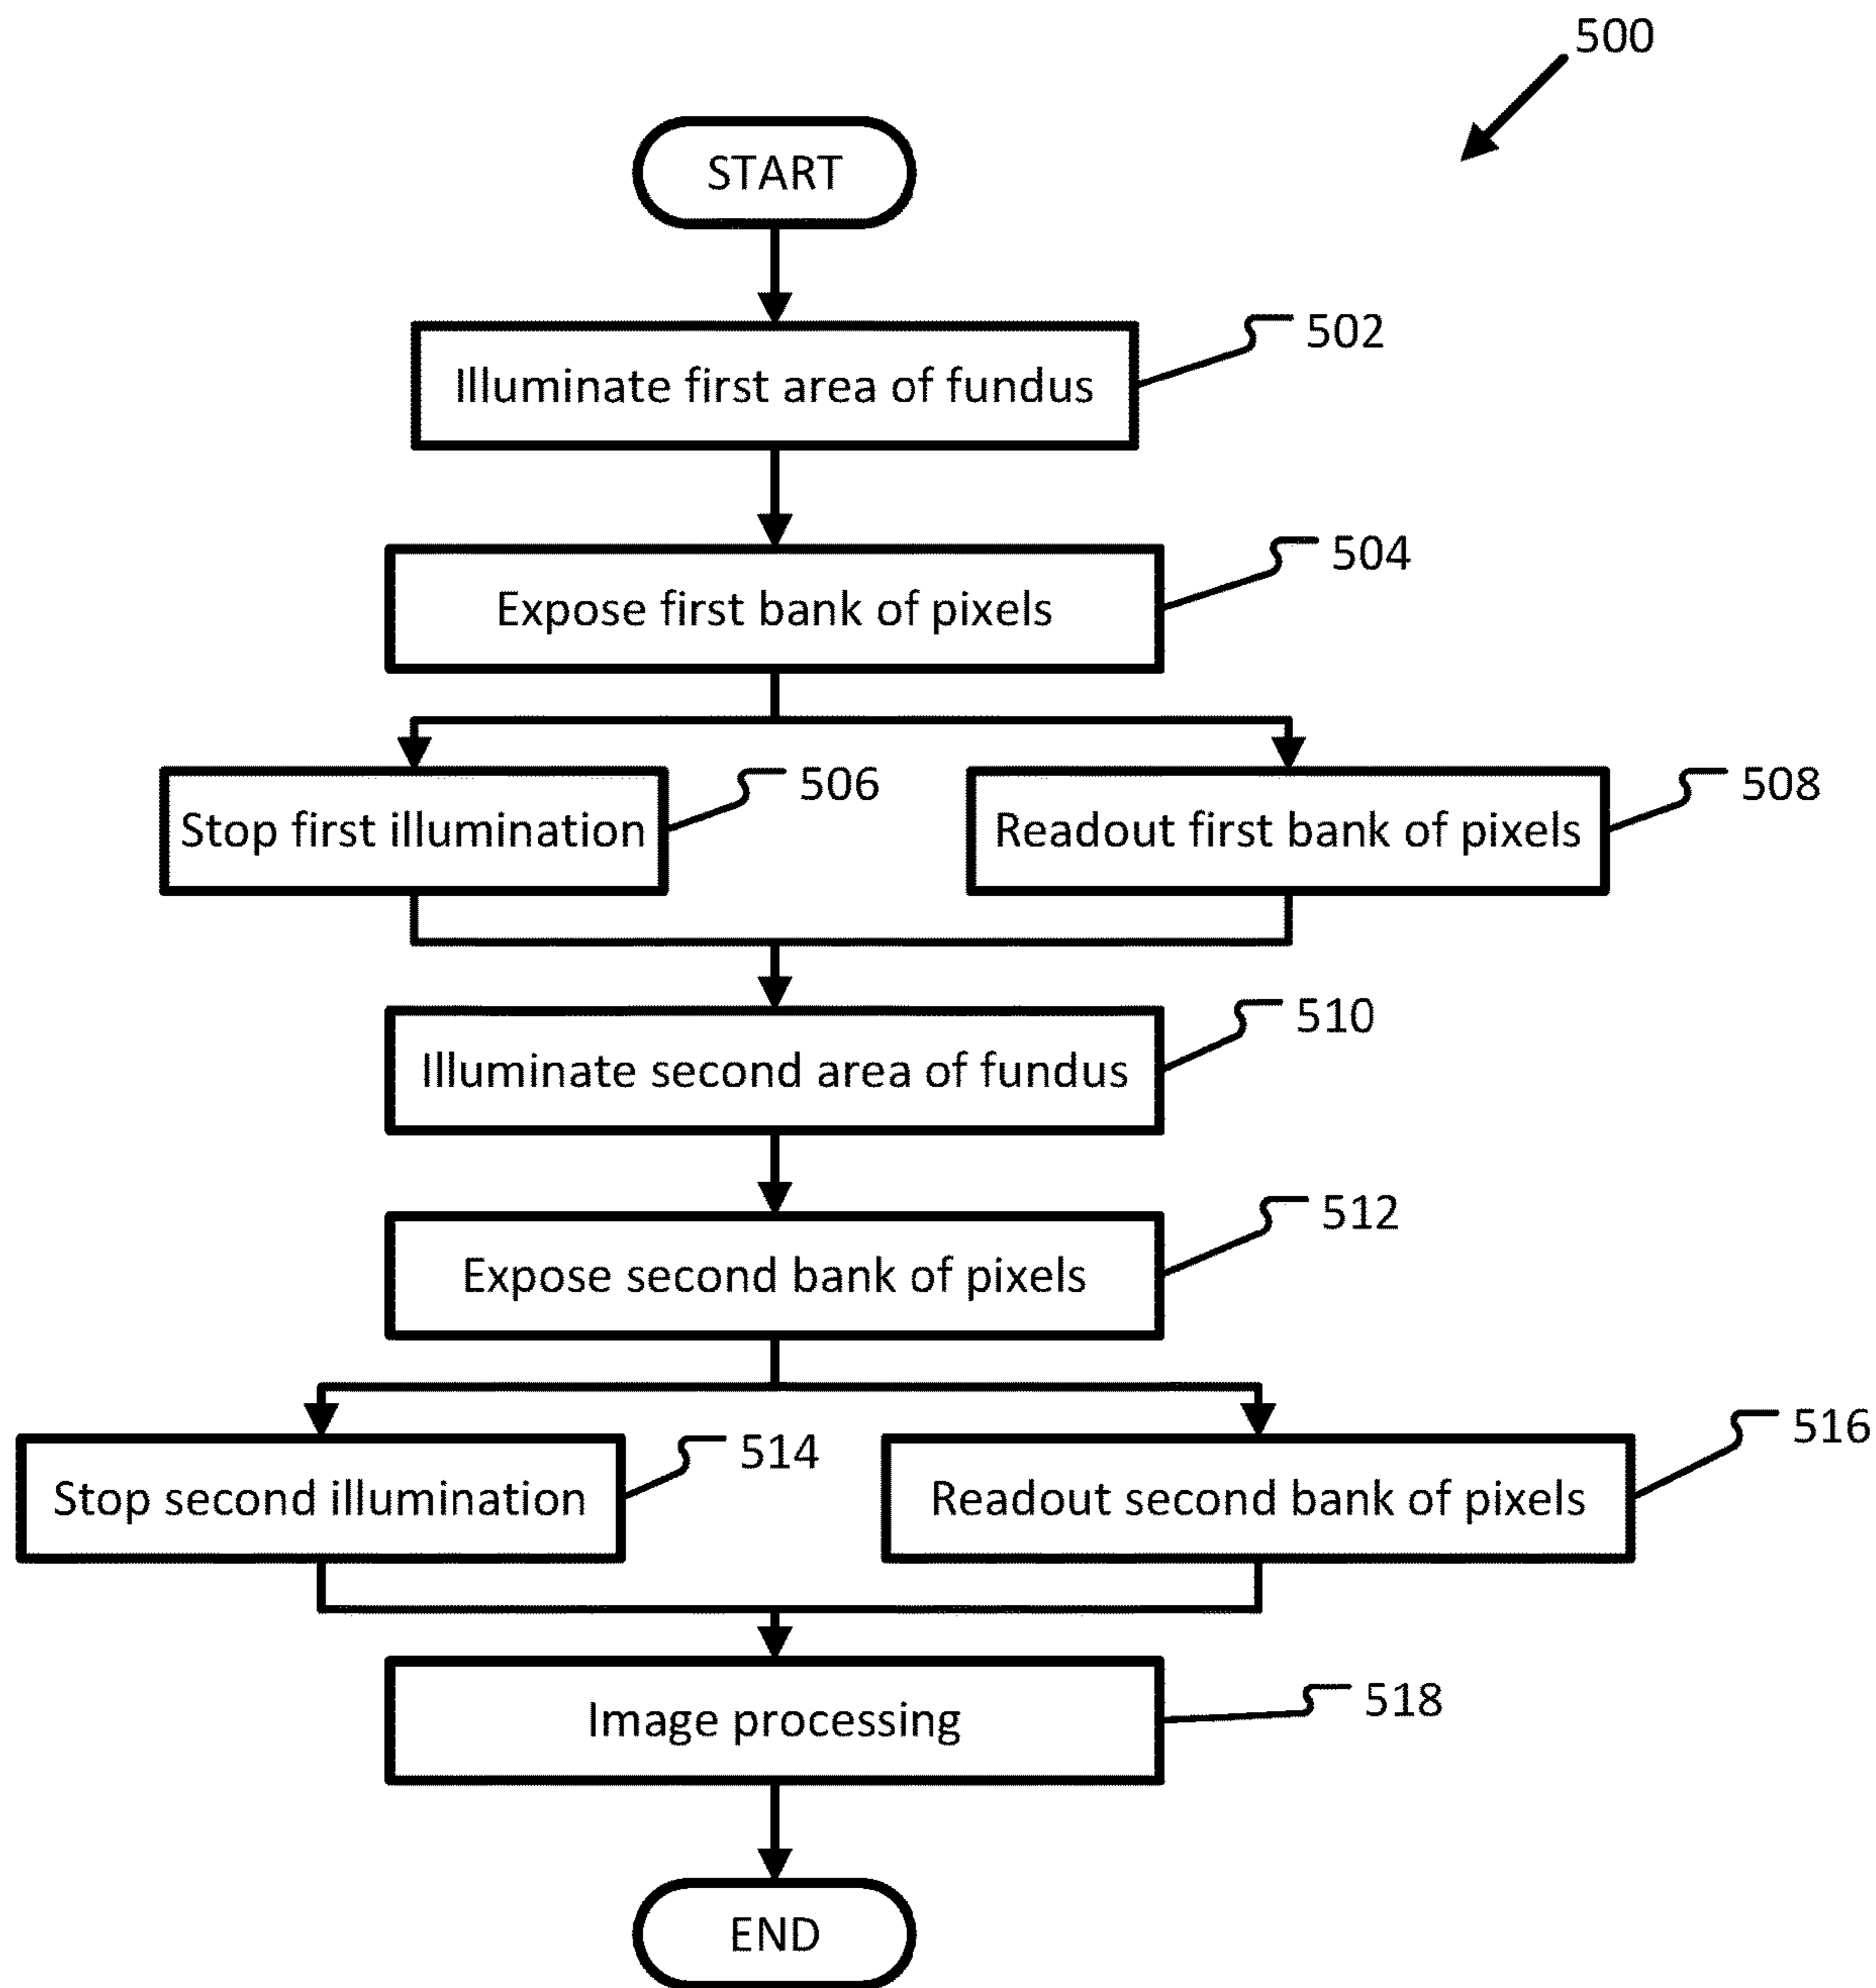 500
START
502
Illuminate first area of fundus
504
Expose first bank of pixels
506
Stop first illumination
508
Readout first bank of pixels
510
Illuminate second area of fundus
512
Expose second bank of pixels
514
Stop second illumination
516
Readout second bank of pixels
518
Image processing
END